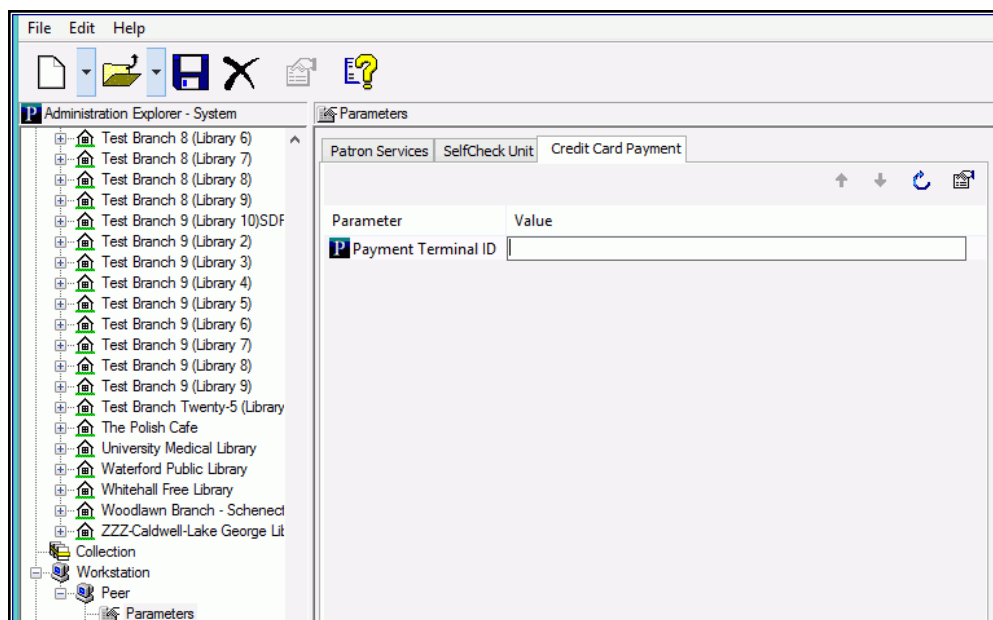 File Edit Help
Administration Explorer - System
Test Branch 8 (Library 6)
Test Branch 8 (Library 7)
Test Branch 8 (Library 8)
Test Branch 8 (Library 9)
Test Branch 9 (Library 10)SDF
Test Branch 9 (Library 2)
Test Branch 9 (Library 3)
Test Branch 9 (Library 4)
Test Branch 9 (Library 5)
Test Branch 9 (Library 6)
Test Branch 9 (Library 7)
Test Branch 9 (Library 8)
Test Branch 9 (Library 9)
Test Branch Twenty-5 (Library
The Polish Cafe
University Medical Library
Waterford Public Library
Whitehall Free Library
Woodlawn Branch - Schenect
ZZZ-Caldwell-Lake George Lib
Collection
Workstation
Peer
Parameters
Parameters
Patron Services SelfCheck Unit Credit Card Payment
Parameter Value
Payment Terminal ID